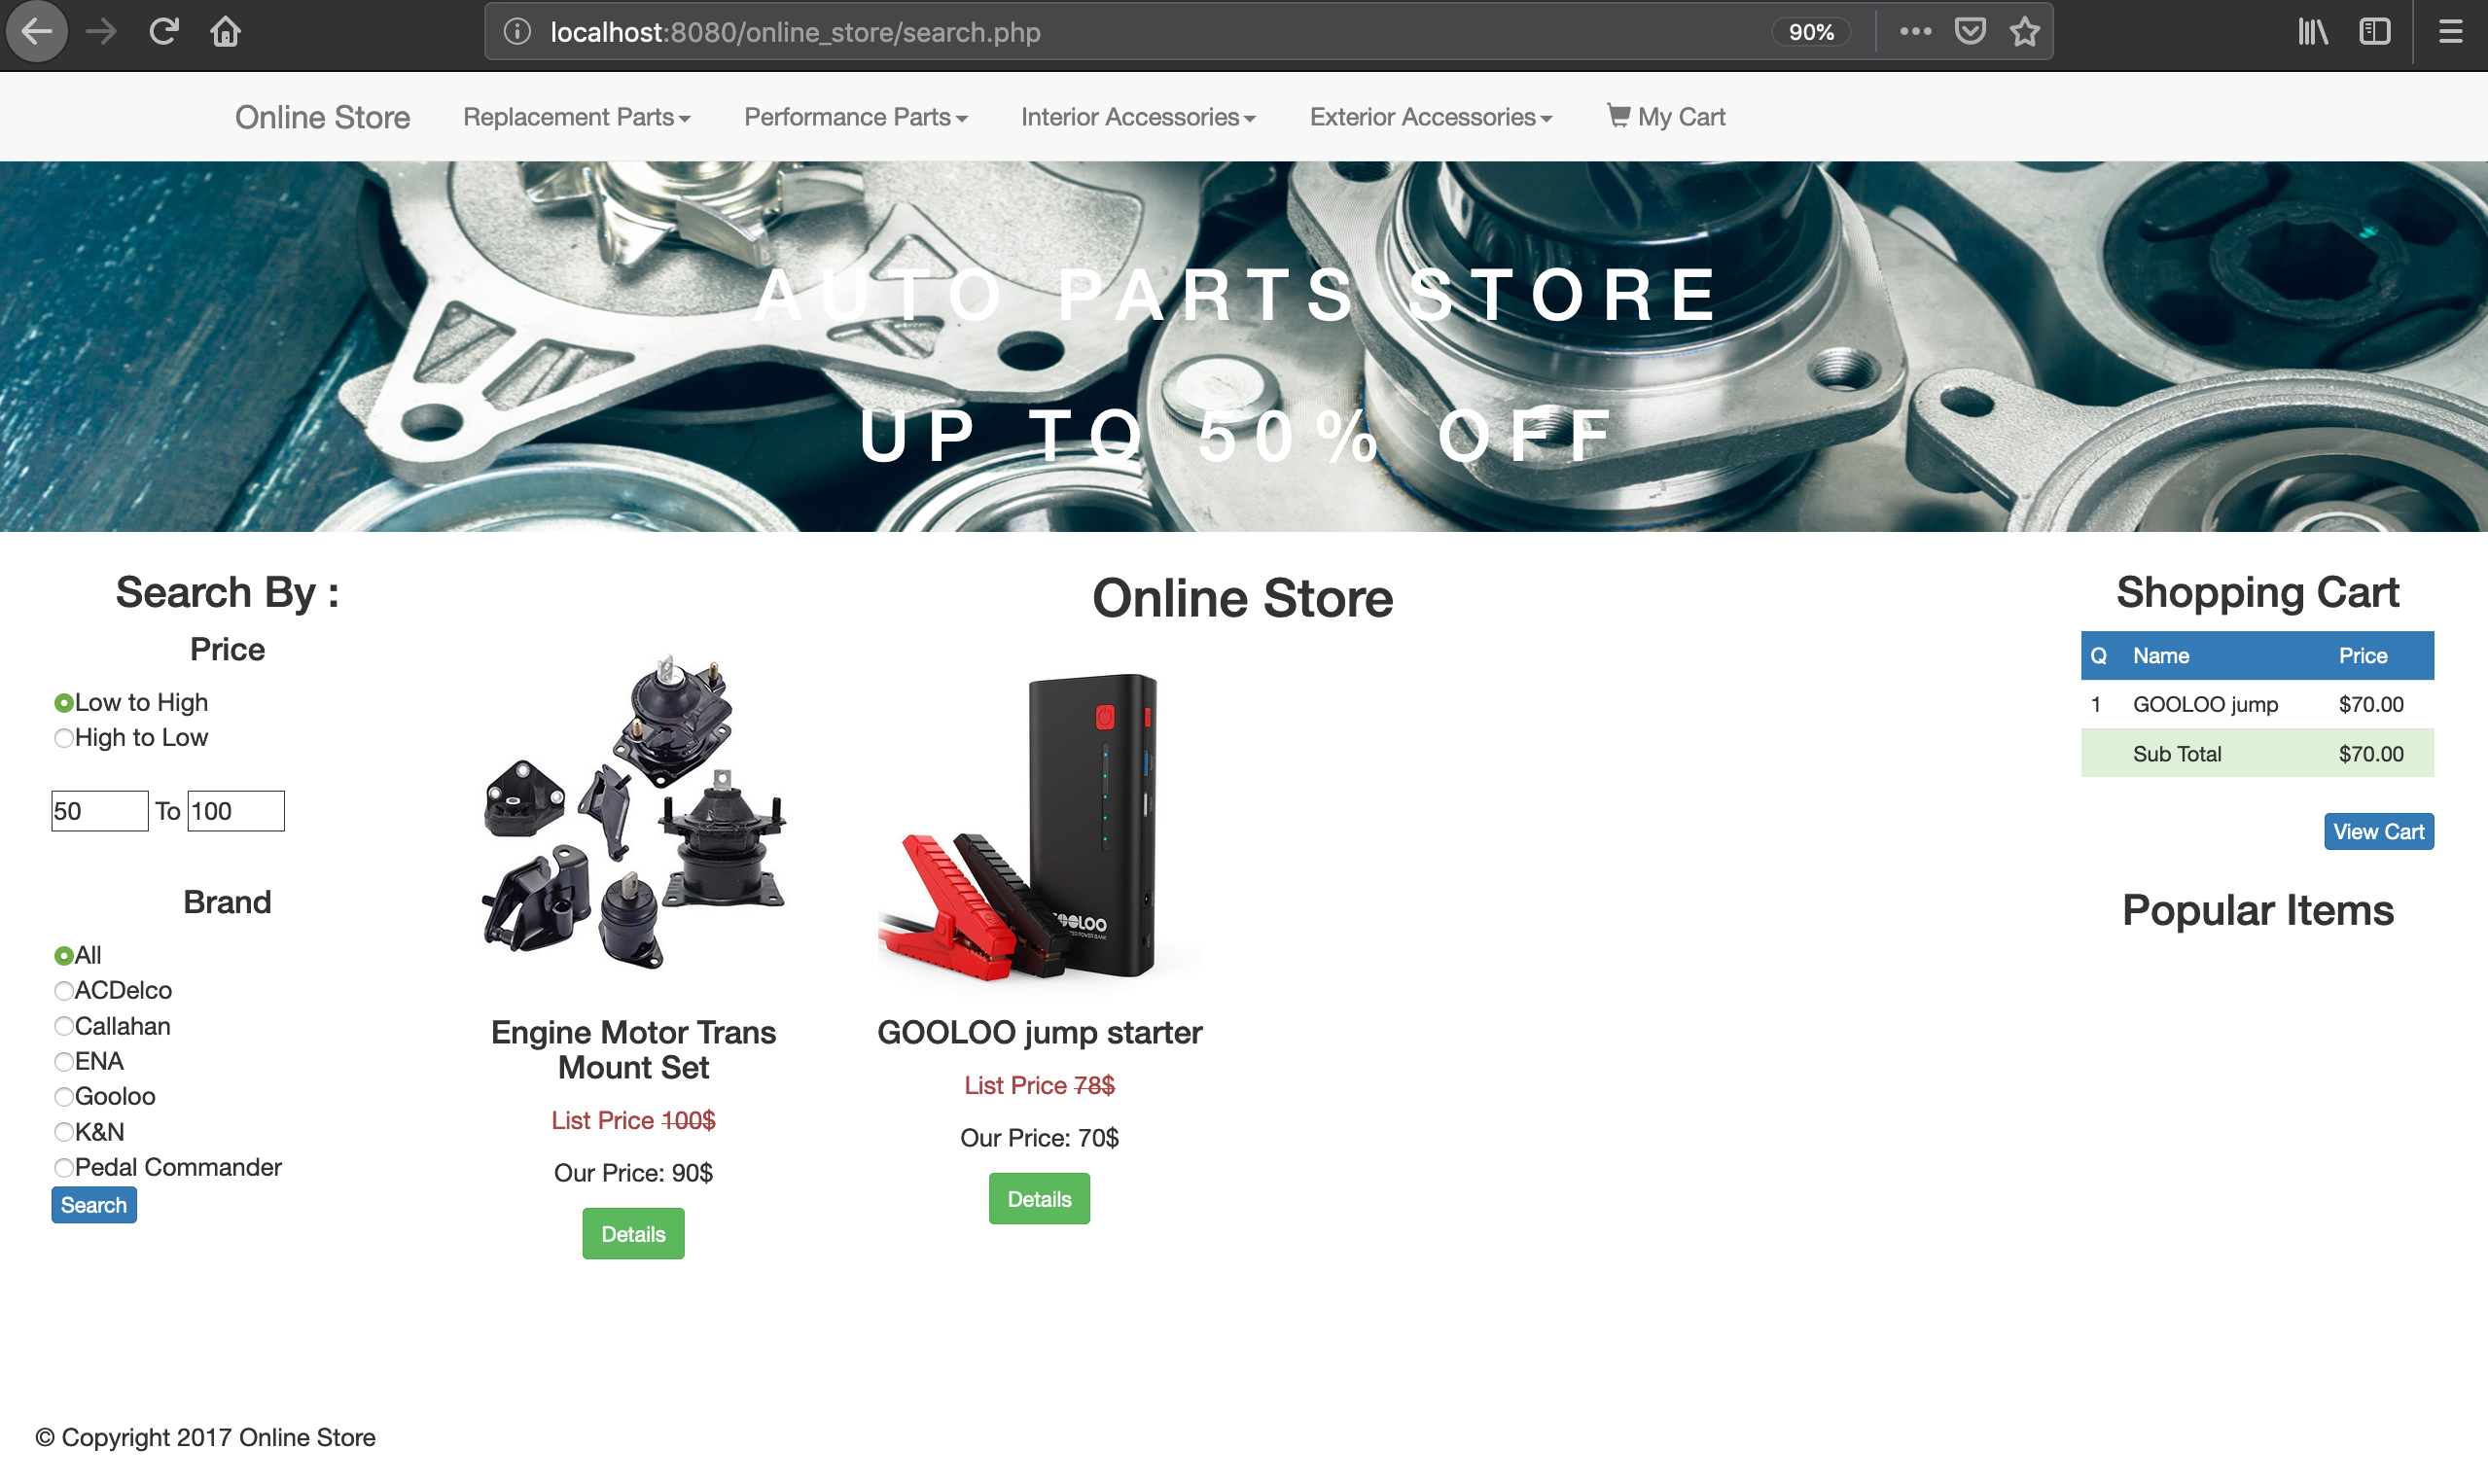 localhost:8080/online_store/search.php
90%
Online Store
Replacement Parts
Performance Parts
Interior Accessories
Exterior Accessories
My Cart
AUTO PARTS STORE
UP TO 50% OFF
Search By :
Price
Low to High
High to Low
50 To 100
Brand
All
ACDelco
Callahan
ENA
Gooloo
K&N
Pedal Commander
Search
Online Store
Engine Motor Trans
Mount Set
List Price 100$
Our Price: 90$
Details
GOOLOO jump starter
List Price 78$
Our Price: 70$
Details
Shopping Cart
Q Name Price
1 GOOLOO jump $70.00
Sub Total $70.00
View Cart
Popular Items
© Copyright 2017 Online Store